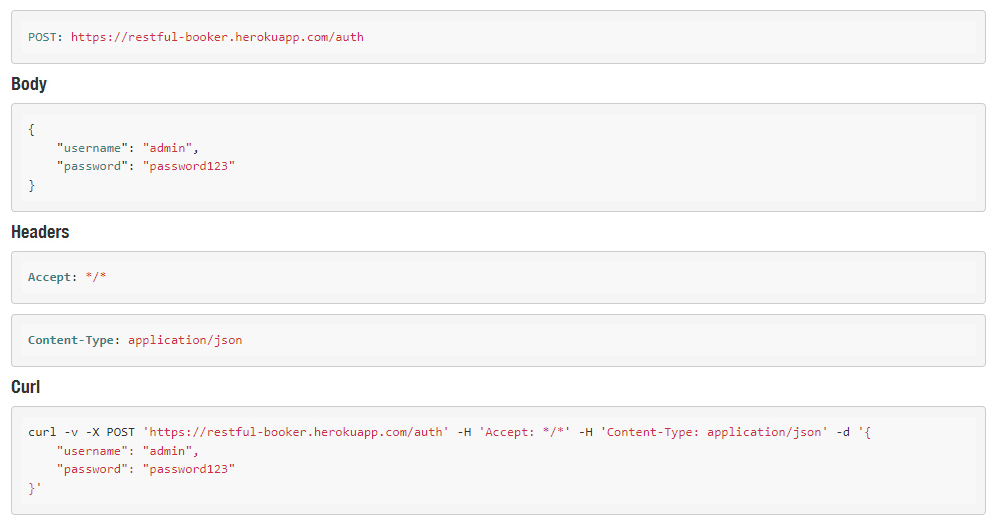 POST: https://restful-booker.herokuapp.com/auth
Body
{
    "username": "admin",
    "password": "password123"
}
Headers
Accept: */*
Content-Type: application/json
Curl
curl -v -X POST 'https://restful-booker.herokuapp.com/auth' -H 'Accept: */*' -H 'Content-Type: application/json' -d '{
    "username": "admin",
    "password": "password123"
}'